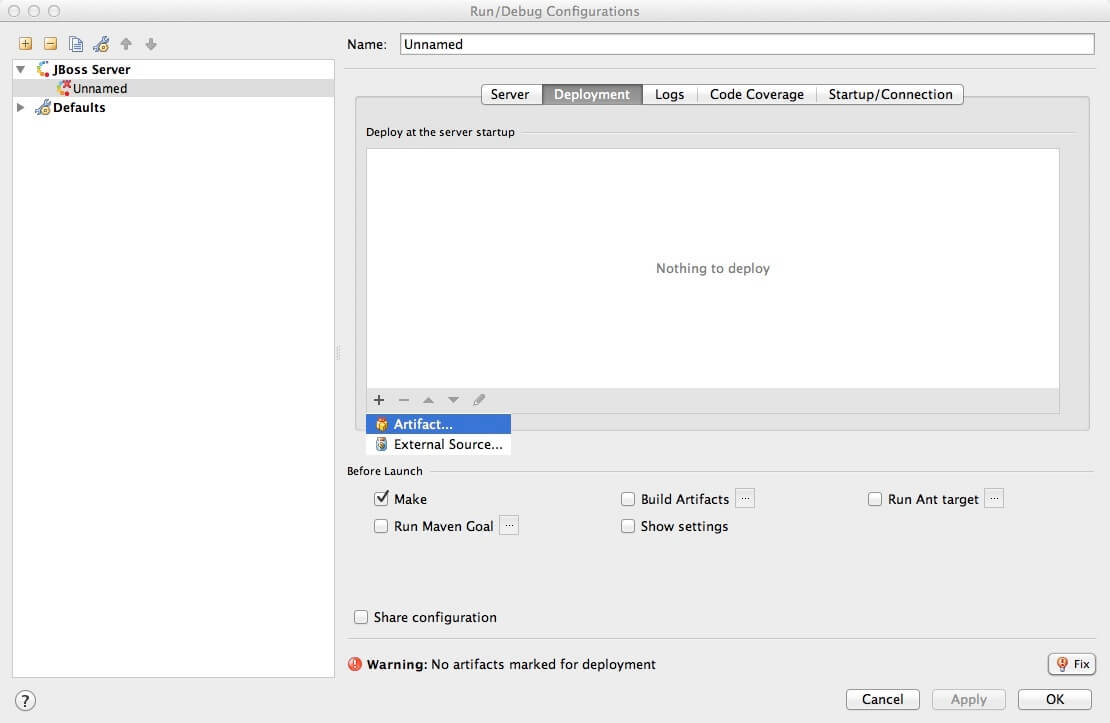 Run/Debug Configurations
Name: Unnamed
JBoss Server
Unnamed
Defaults
Server Deployment Logs Code Coverage Startup/Connection
Deploy at the server startup
Nothing to deploy
Artifact...
External Source...
Before Launch
Make Build Artifacts ... Run Ant target ...
Run Maven Goal ... Show settings
Share configuration
Warning: No artifacts marked for deployment Fix
? Cancel Apply OK